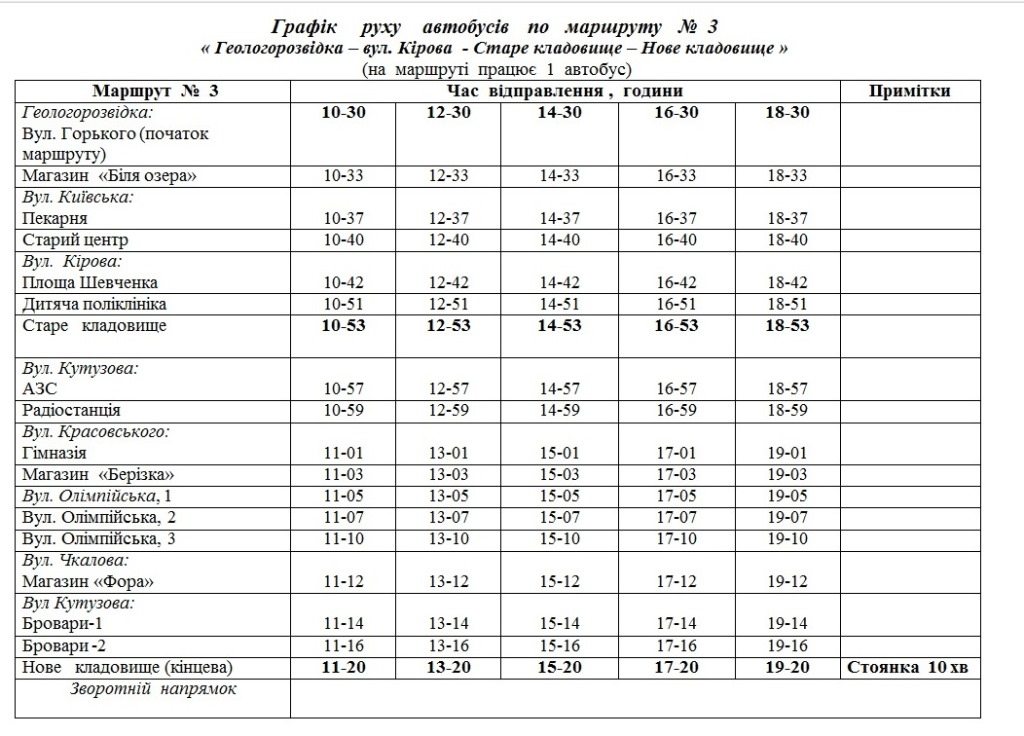 Графік руху автобусів по маршруту № 3
« Геологорозвідка – вул. Кірова - Старе кладовище – Нове кладовище »
(на маршруті працює 1 автобус)
Маршрут № 3 Час відправлення , години Примітки
Геологорозвідка: 10-30 12-30 14-30 16-30 18-30
Вул. Горького (початок
маршруту)
Магазин «Біля озера» 10-33 12-33 14-33 16-33 18-33
Вул. Київська:
Пекарня 10-37 12-37 14-37 16-37 18-37
Старий центр 10-40 12-40 14-40 16-40 18-40
Вул. Кірова:
Площа Шевченка 10-42 12-42 14-42 16-42 18-42
Дитяча поліклініка 10-51 12-51 14-51 16-51 18-51
Старе кладовище 10-53 12-53 14-53 16-53 18-53
Вул. Кутузова:
АЗС 10-57 12-57 14-57 16-57 18-57
Радіостанція 10-59 12-59 14-59 16-59 18-59
Вул. Красовського:
Гімназія 11-01 13-01 15-01 17-01 19-01
Магазин «Берізка» 11-03 13-03 15-03 17-03 19-03
Вул. Олімпійська, 1 11-05 13-05 15-05 17-05 19-05
Вул. Олімпійська, 2 11-07 13-07 15-07 17-07 19-07
Вул. Олімпійська, 3 11-10 13-10 15-10 17-10 19-10
Вул. Чкалова:
Магазин «Фора» 11-12 13-12 15-12 17-12 19-12
Вул Кутузова:
Бровари-1 11-14 13-14 15-14 17-14 19-14
Бровари -2 11-16 13-16 15-16 17-16 19-16
Нове кладовище (кінцева) 11-20 13-20 15-20 17-20 19-20 Стоянка 10 хв
Зворотній напрямок